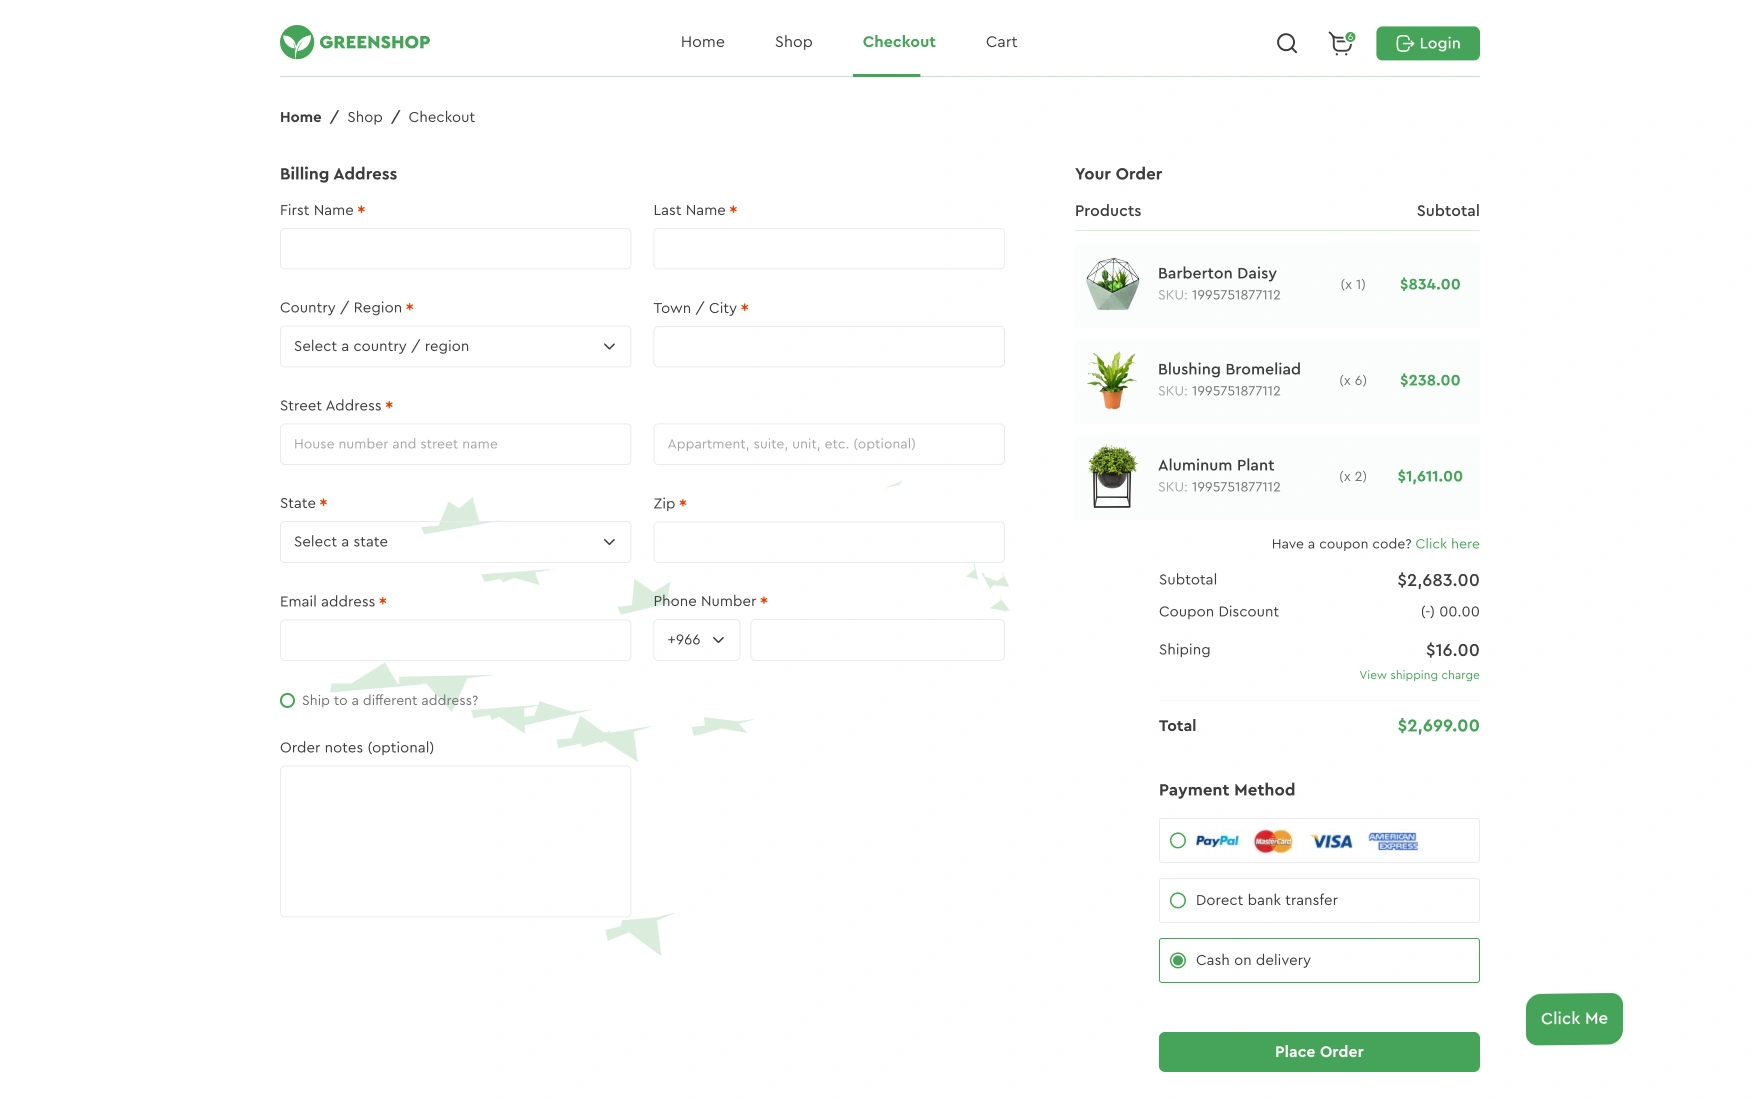 GREENSHOP
Home Shop Checkout Cart
6
Login
Home / Shop / Checkout
Billing Address
First Name *
Last Name *
Country / Region *
Select a country / region
Town / City *
Street Address *
House number and street name
Appartment, suite, unit, etc. (optional)
State *
Select a state
Zip *
Email address *
Phone Number *
+966
Ship to a different address?
Order notes (optional)
Your Order
Products Subtotal
Barberton Daisy
SKU: 1995751877112
(x 1) $834.00
Blushing Bromeliad
SKU: 1995751877112
(x 6) $238.00
Aluminum Plant
SKU: 1995751877112
(x 2) $1,611.00
Have a coupon code? Click here
Subtotal $2,683.00
Coupon Discount (-) 00.00
Shiping $16.00
View shipping charge
Total $2,699.00
Payment Method
PayPal MasterCard VISA AMERICAN EXPRESS
Dorect bank transfer
Cash on delivery
Click Me
Place Order